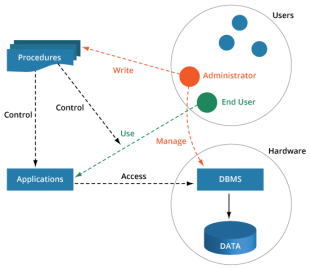 Users
Procedures
Write
Administrator
End User
Control
Control
Use
Manage
Hardware
Applications
Access
DBMS
DATA